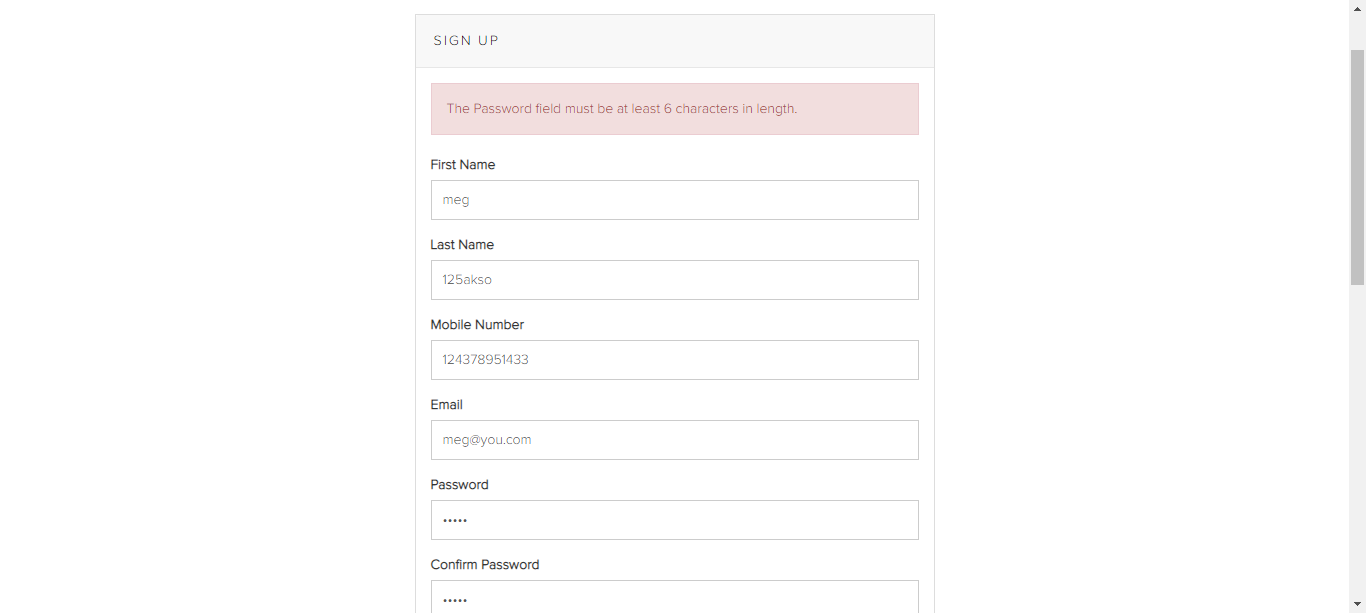 SIGN UP
The Password field must be at least 6 characters in length.
First Name
meg
Last Name
125akso
Mobile Number
124378951433
Email
meg@you.com
Password
•••••
Confirm Password
•••••